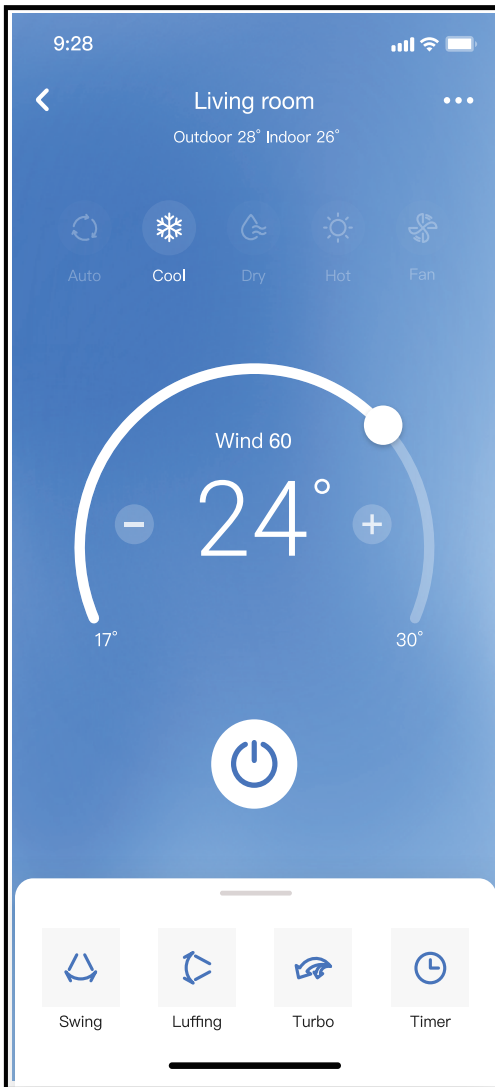 9:28
Living room
Outdoor 28° Indoor 26°
Auto Cool Dry Hot Fan
Wind 60
24°
17° 30°
Swing Luffing Turbo Timer